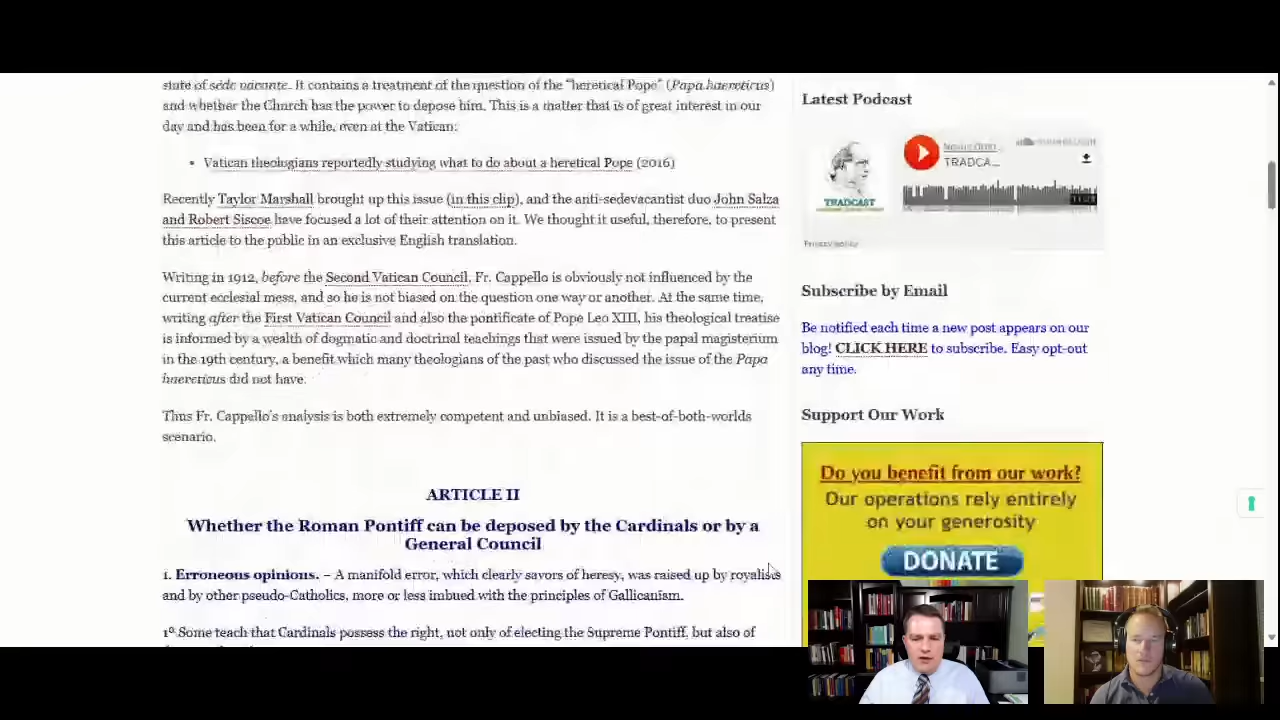 state of sede vacante. It contains a treatment of the question of the “heretical Pope” (Papa haereticus)
and whether the Church has the power to depose him. This is a matter that is of great interest in our
day and has been for a while, even at the Vatican:
• Vatican theologians reportedly studying what to do about a heretical Pope (2016)
Recently Taylor Marshall brought up this issue (in this clip), and the anti-sedevacantist duo John Salza
and Robert Siscoe have focused a lot of their attention on it. We thought it useful, therefore, to present
this article to the public in an exclusive English translation.
Writing in 1912, before the Second Vatican Council, Fr. Cappello is obviously not influenced by the
current ecclesial mess, and so he is not biased on the question one way or another. At the same time,
writing after the First Vatican Council and also the pontificate of Pope Leo XIII, his theological treatise
is informed by a wealth of dogmatic and doctrinal teachings that were issued by the papal magisterium
in the 19th century, a benefit which many theologians of the past who discussed the issue of the Papa
haereticus did not have.
Thus Fr. Cappello's analysis is both extremely competent and unbiased. It is a best-of-both-worlds
scenario.
ARTICLE II
Whether the Roman Pontiff can be deposed by the Cardinals or by a
General Council
1. Erroneous opinions. – A manifold error, which clearly savors of heresy, was raised up by royalists
and by other pseudo-Catholics, more or less imbued with the principles of Gallicanism.
1º Some teach that Cardinals possess the right, not only of electing the Supreme Pontiff, but also of
Latest Podcast
TRADCA...
TRADCAST
Privacy policy
Subscribe by Email
Be notified each time a new post appears on our
blog! CLICK HERE to subscribe. Easy opt-out
any time.
Support Our Work
Do you benefit from our work?
Our operations rely entirely
on your generosity
DONATE